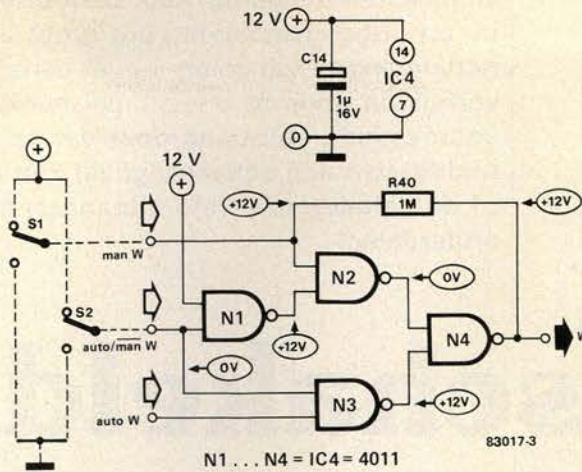 12 V
+
C14
1µ
16V
14
IC4
7
0
+
12 V
+
+12V
R40
1M
+12V
S1
man W
N1
N2
0V
S2
auto/man W
+12V
N4
W
0V
N3
+12V
auto W
83017-3
N1 . . . N4 = IC4 = 4011